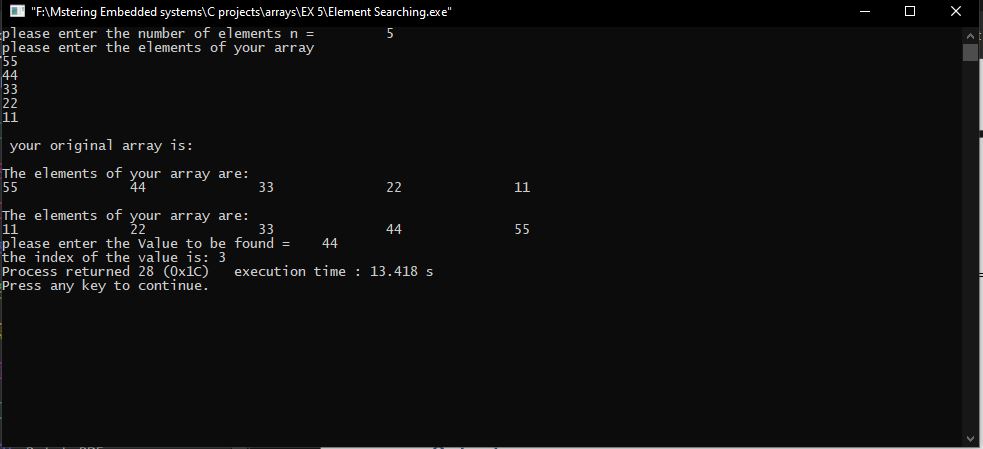 "F:\Mstering Embedded systems\C projects\arrays\EX 5\Element Searching.exe"
please enter the number of elements n = 5
please enter the elements of your array
55
44
33
22
11
your original array is:
The elements of your array are:
55 44 33 22 11
The elements of your array are:
11 22 33 44 55
please enter the Value to be found = 44
the index of the value is: 3
Process returned 28 (0x1C) execution time : 13.418 s
Press any key to continue.